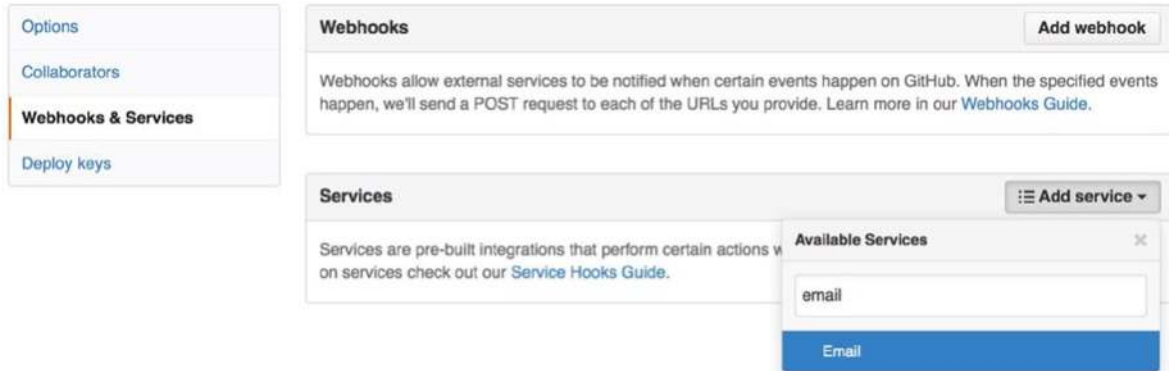 Options
Collaborators
Webhooks & Services
Deploy keys
Webhooks
Add webhook
Webhooks allow external services to be notified when certain events happen on GitHub. When the specified events
happen, we'll send a POST request to each of the URLs you provide. Learn more in our Webhooks Guide.
Services
Add service
Services are pre-built integrations that perform certain actions
on services check out our Service Hooks Guide.
Available Services
email
Email